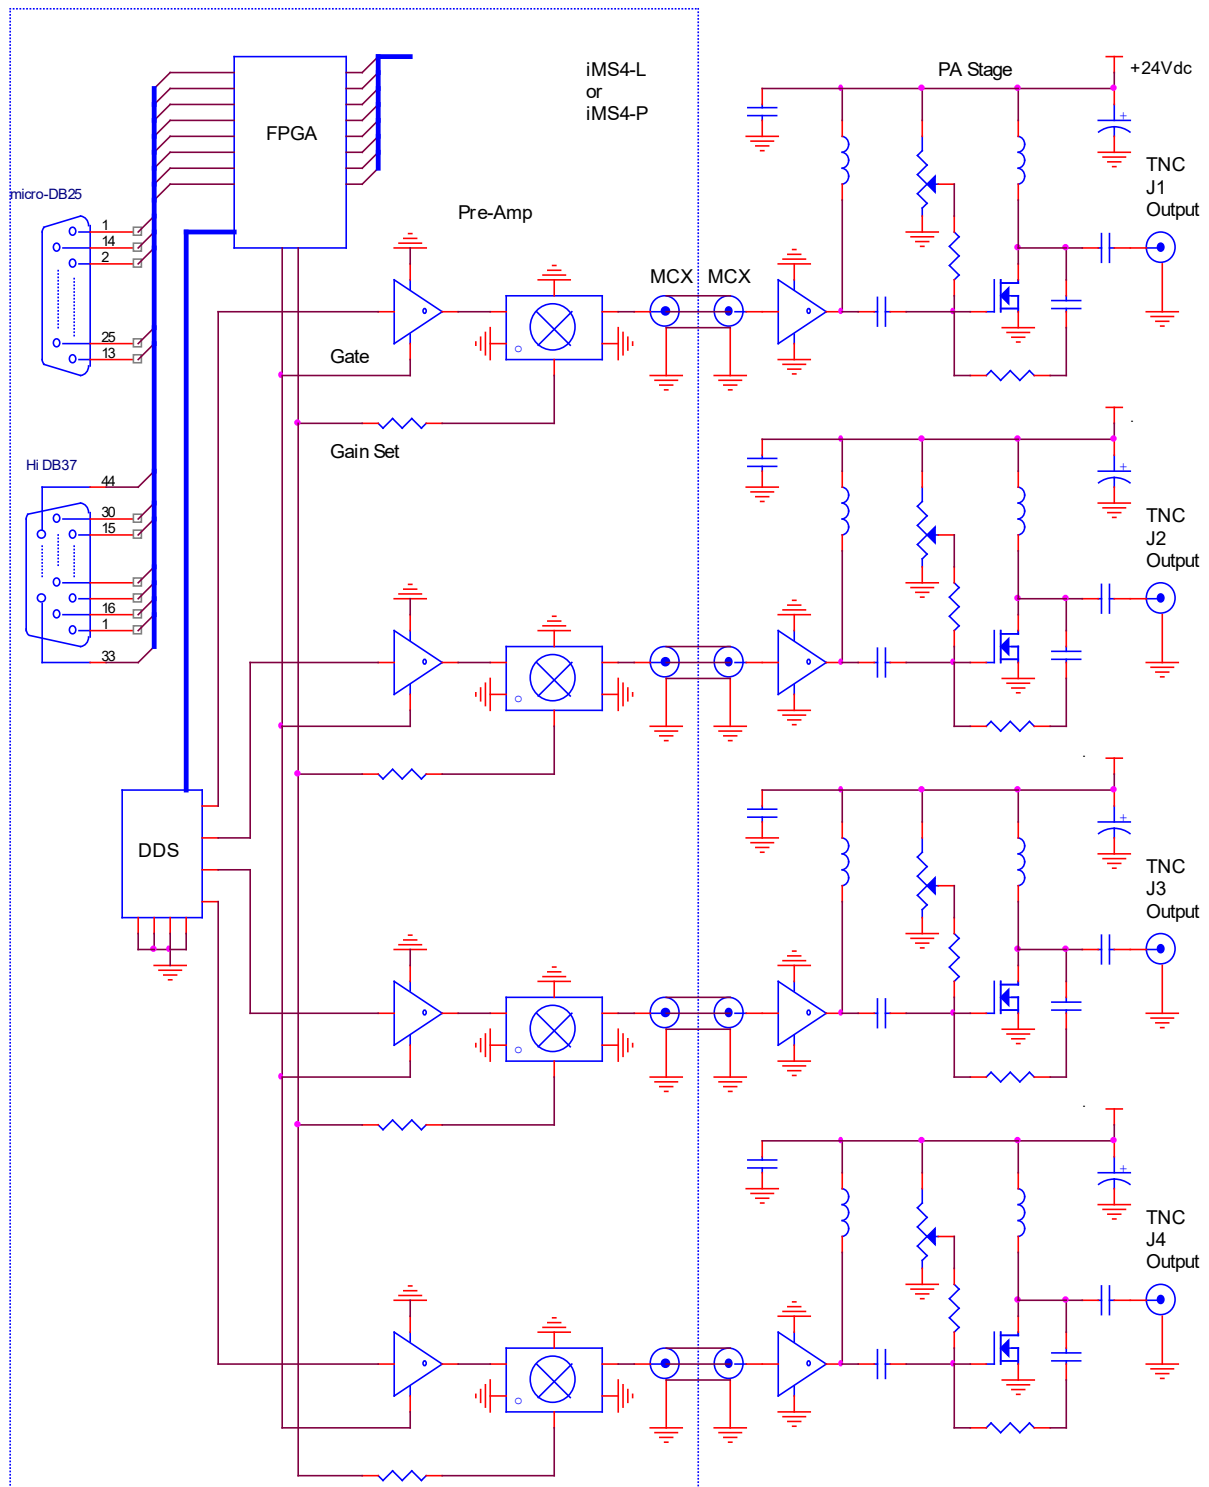 iMS4-L
or
iMS4-P
PA Stage
+24Vdc
FPGA
TNC
J1
Output
micro-DB25
1
14
2
25
13
Pre-Amp
MCX MCX
Gate
Gain Set
Hi DB37
44
30
15
16
1
33
TNC
J2
Output
DDS
TNC
J3
Output
TNC
J4
Output